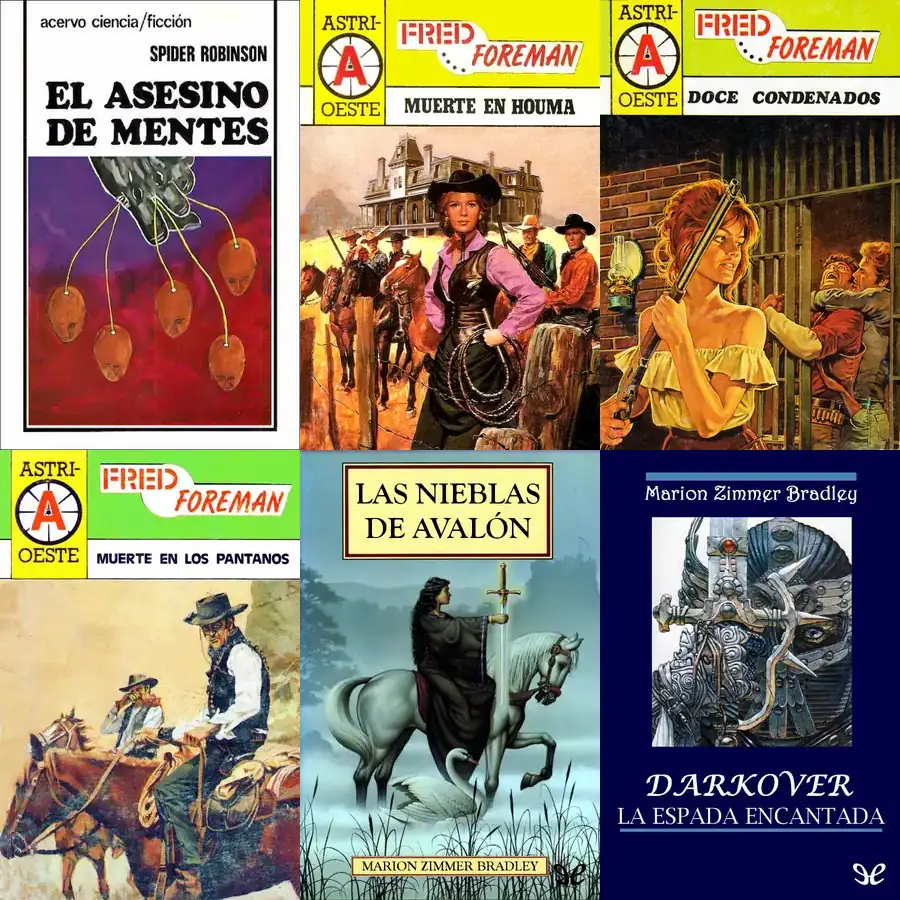 acervo ciencia/ficción
SPIDER ROBINSON
EL ASESINO
DE MENTES
ASTRI-
A
OESTE
FRED
FOREMAN
MUERTE EN HOUMA
ASTRI-
A
OESTE
FRED
FOREMAN
DOCE CONDENADOS
ASTRI-
A
OESTE
FRED
FOREMAN
MUERTE EN LOS PANTANOS
LAS NIEBLAS
DE AVALÓN
MARION ZIMMER BRADLEY
Marion Zimmer Bradley
DARKOVER
LA ESPADA ENCANTADA